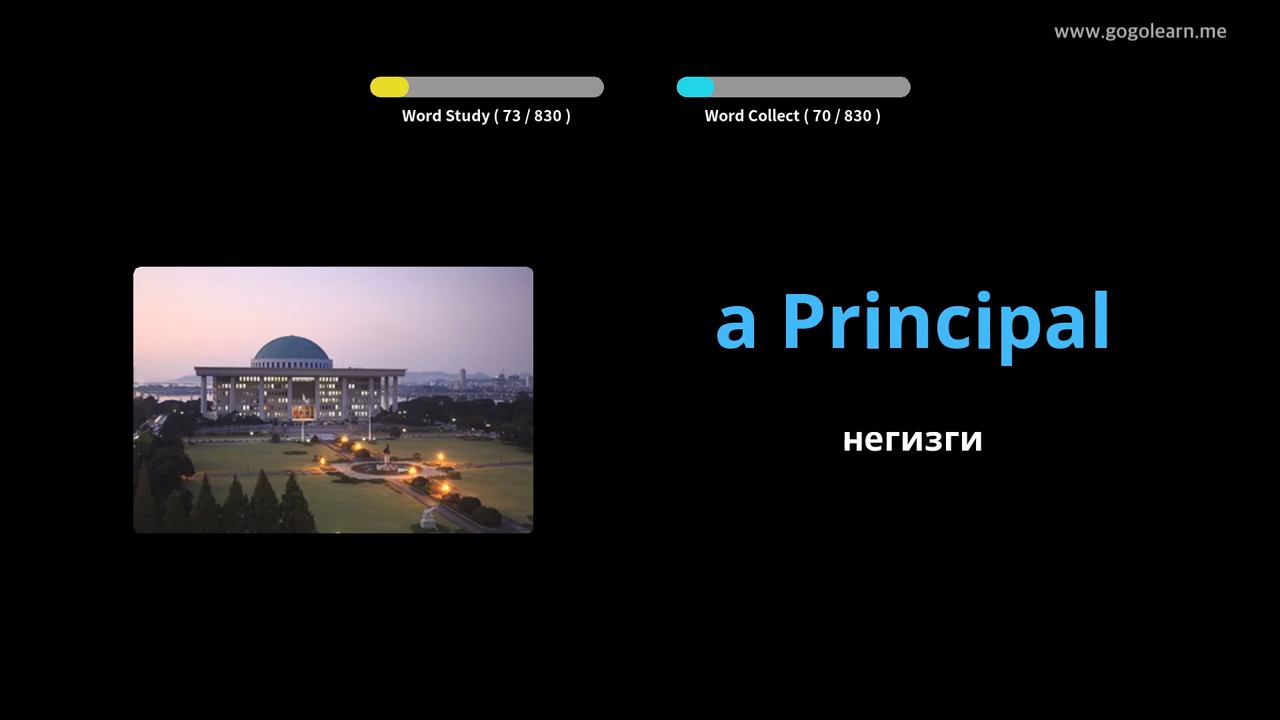 www.gogolearn.me
Word Study ( 73 / 830 )
Word Collect ( 70 / 830 )
a Principal
негизги